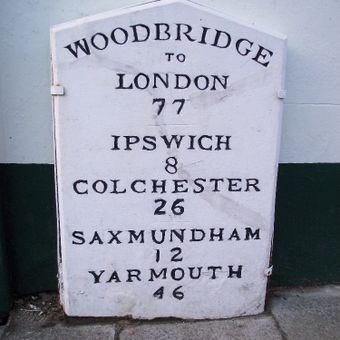 WOODBRIDGE
TO
LONDON
77
IPSWICH
8
COLCHESTER
26
SAXMUNDHAM
12
YARMOUTH
46